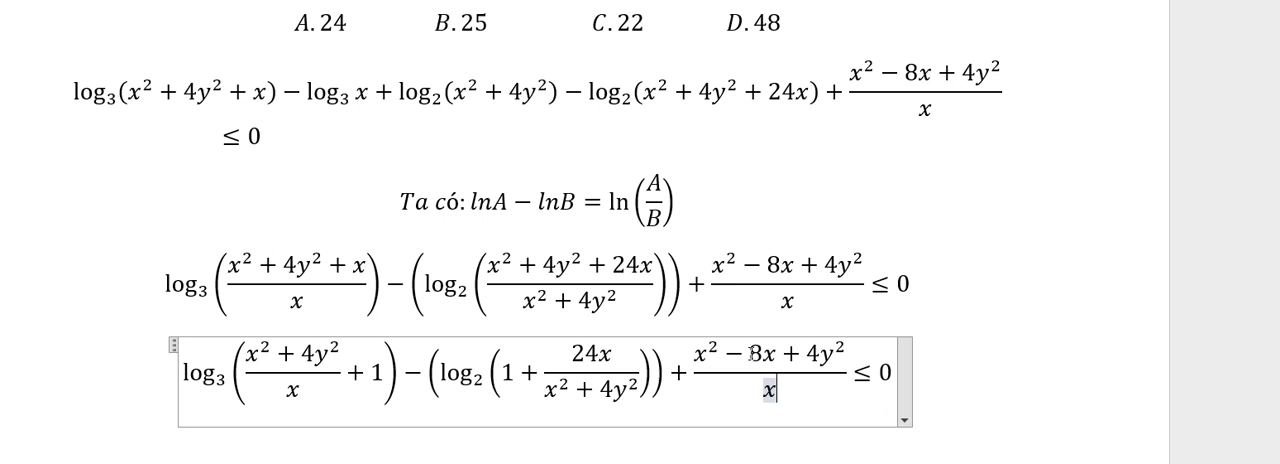 A. 24 B. 25 C. 22 D. 48
log₃(x² + 4y² + x) − log₃ x + log₂(x² + 4y²) − log₂(x² + 4y² + 24x) + (x² − 8x + 4y²)/x
≤ 0
Ta có: lnA − lnB = ln(A/B)
log₃((x² + 4y² + x)/x) − (log₂((x² + 4y² + 24x)/(x² + 4y²))) + (x² − 8x + 4y²)/x ≤ 0
log₃((x² + 4y²)/x + 1) − (log₂(1 + 24x/(x² + 4y²))) + (x² − 8x + 4y²)/x ≤ 0